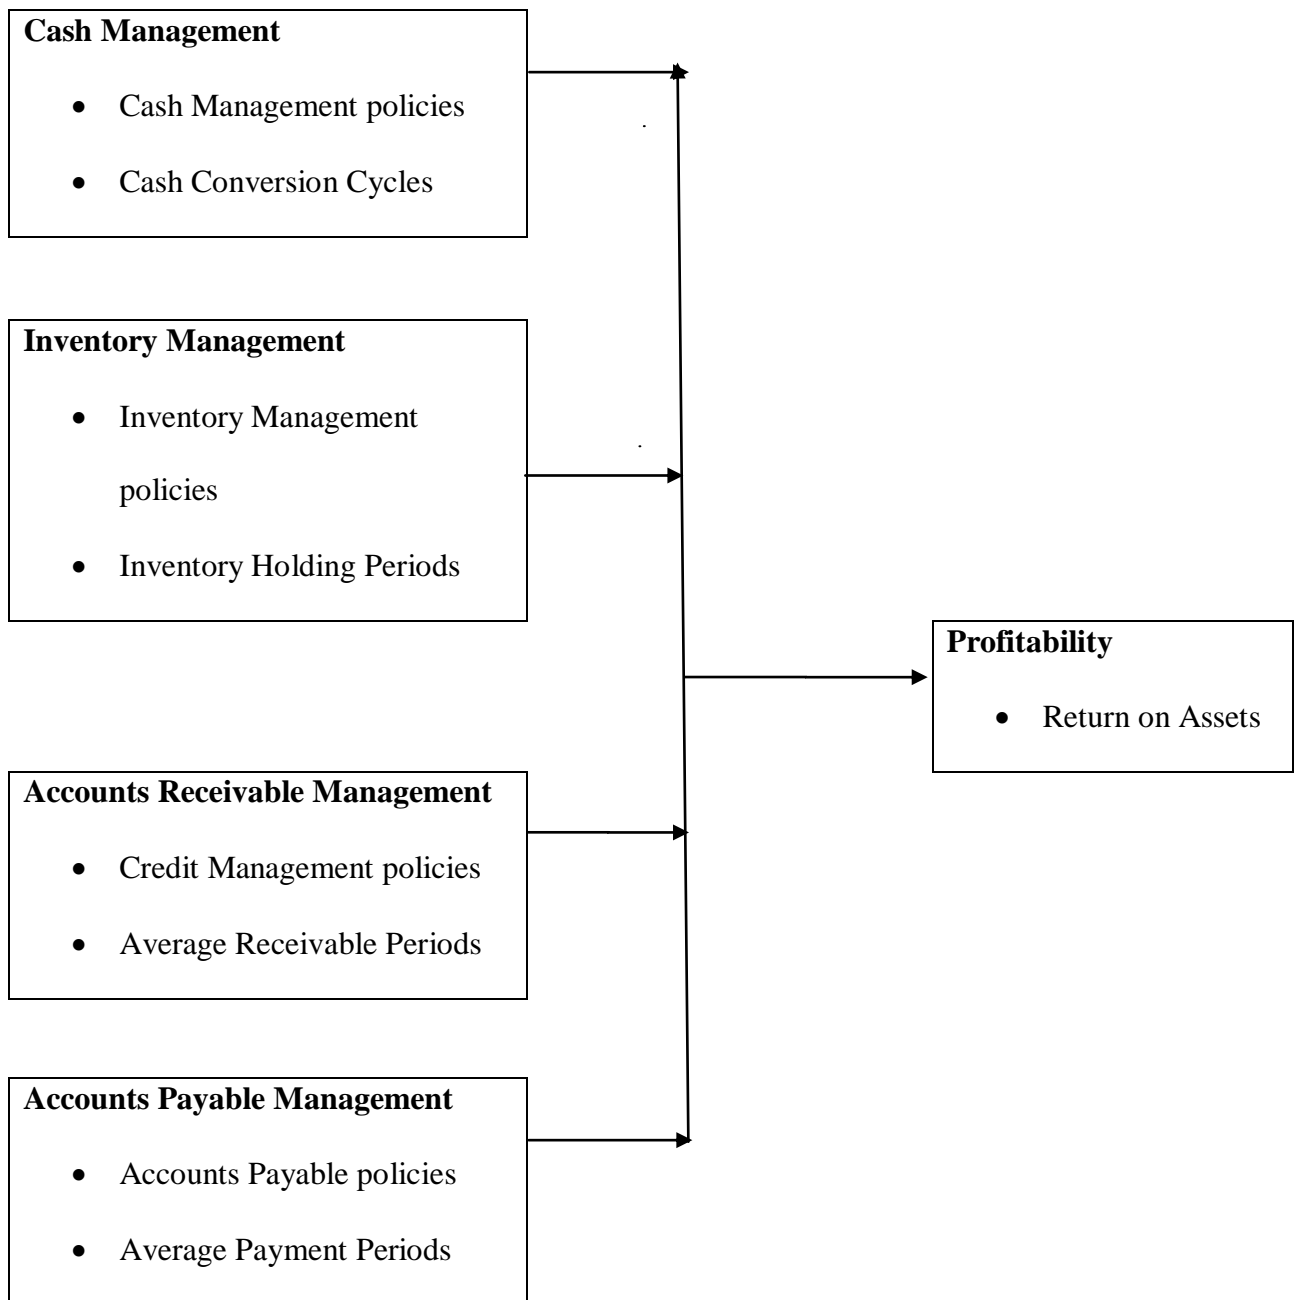 Cash Management
• Cash Management policies
• Cash Conversion Cycles
Inventory Management
• Inventory Management
policies
• Inventory Holding Periods
Profitability
• Return on Assets
Accounts Receivable Management
• Credit Management policies
• Average Receivable Periods
Accounts Payable Management
• Accounts Payable policies
• Average Payment Periods